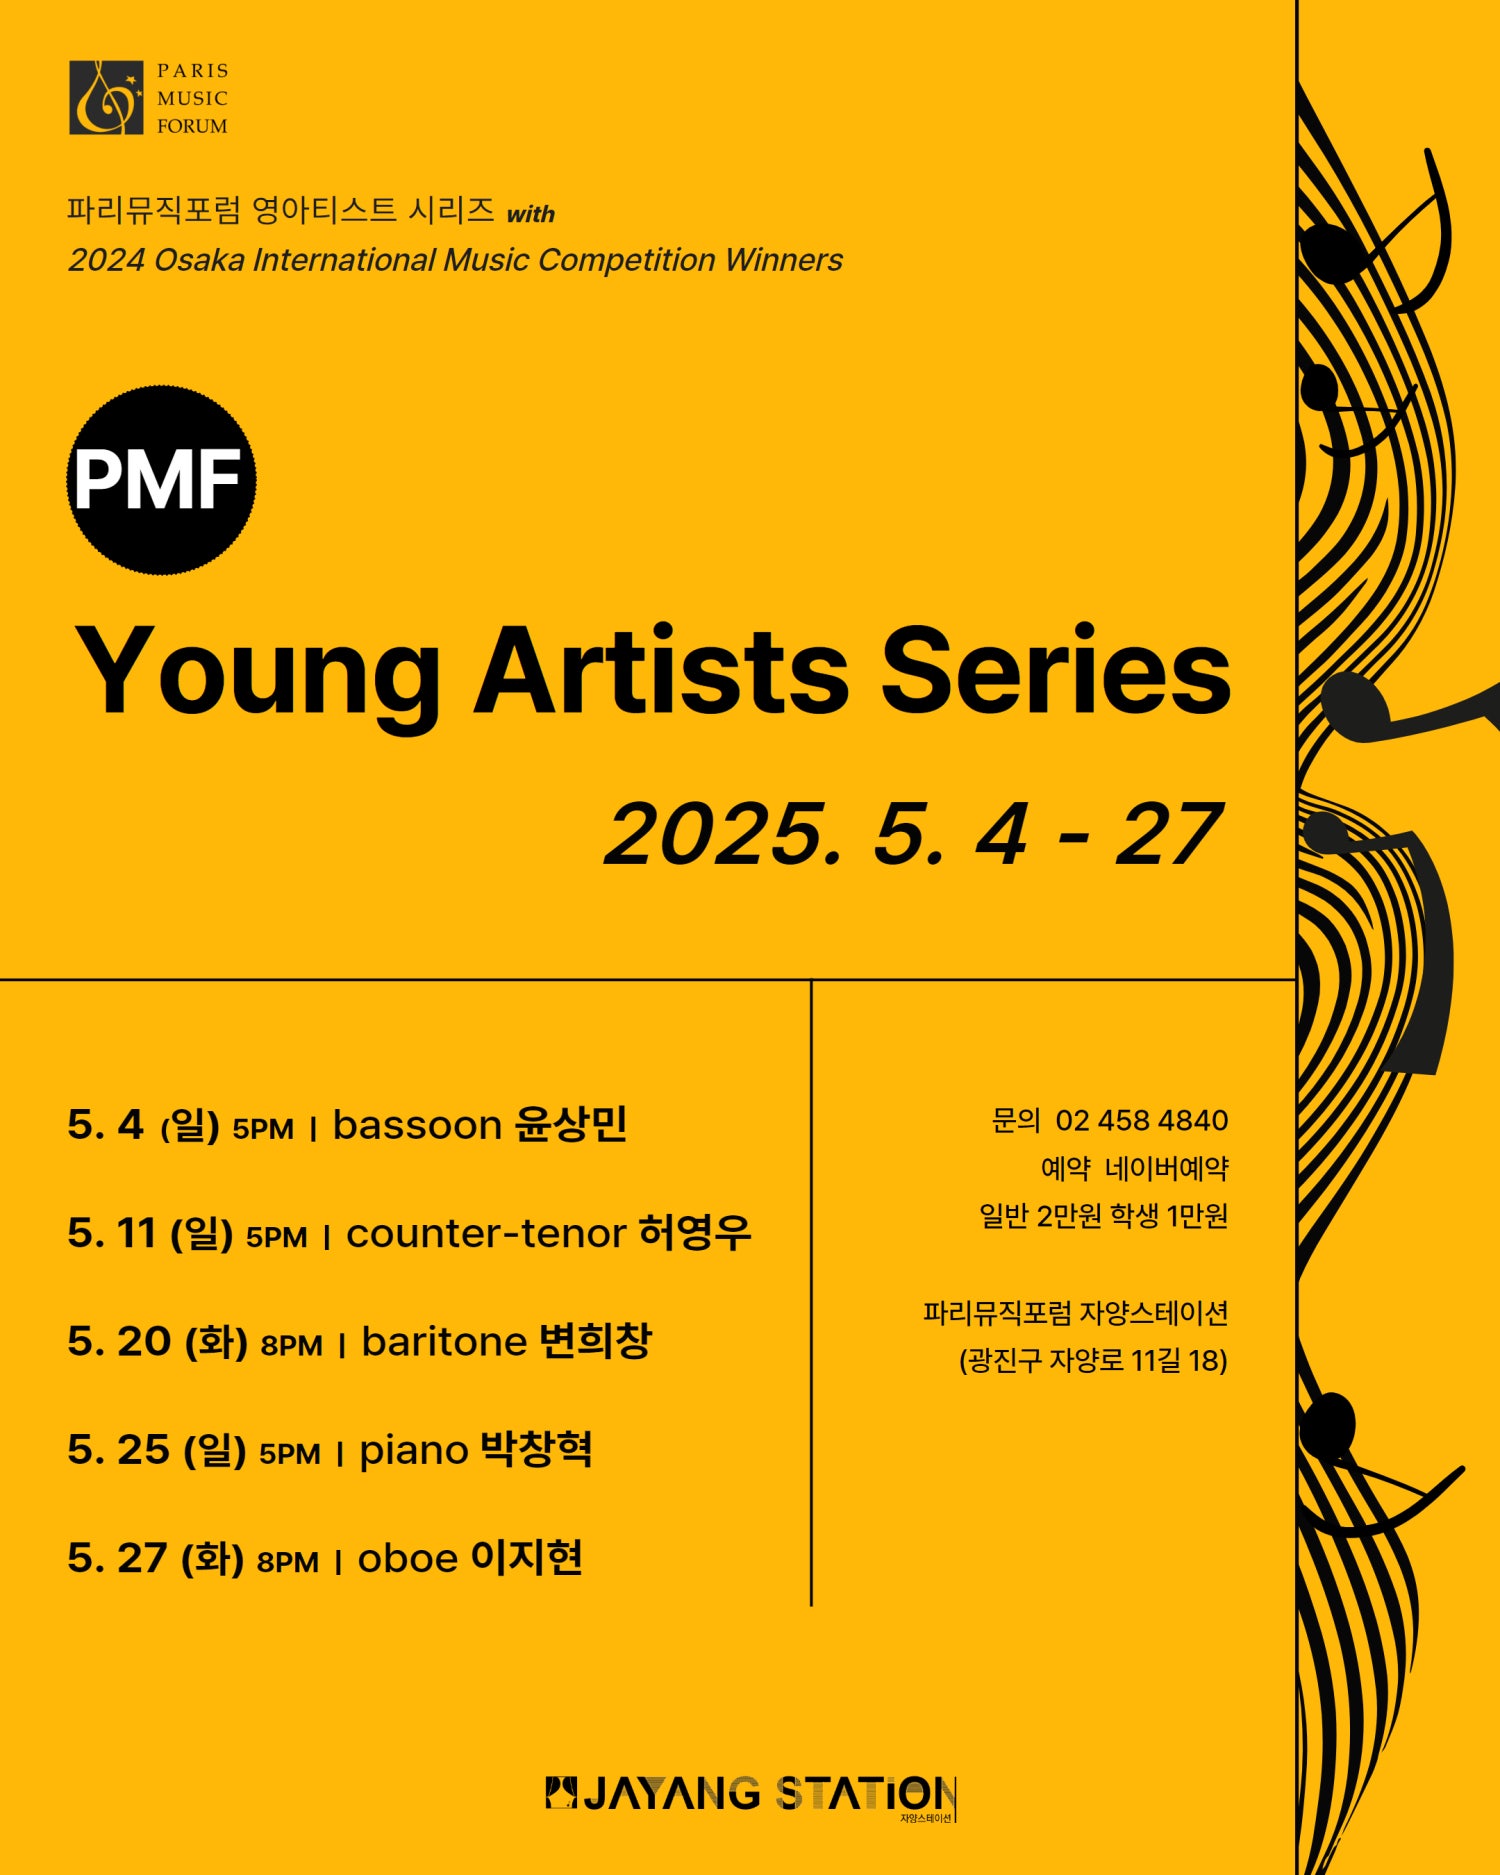 PARIS
MUSIC
FORUM
파리뮤직포럼 영아티스트 시리즈 with
2024 Osaka International Music Competition Winners
PMF
Young Artists Series
2025. 5. 4 - 27
5. 4 (일) 5PM | bassoon 윤상민
5. 11 (일) 5PM | counter-tenor 허영우
5. 20 (화) 8PM | baritone 변희창
5. 25 (일) 5PM | piano 박창혁
5. 27 (화) 8PM | oboe 이지현
문의 02 458 4840
예약 네이버예약
일반 2만원 학생 1만원
파리뮤직포럼 자양스테이션
(광진구 자양로 11길 18)
JAYANG STATiON
자양스테이션